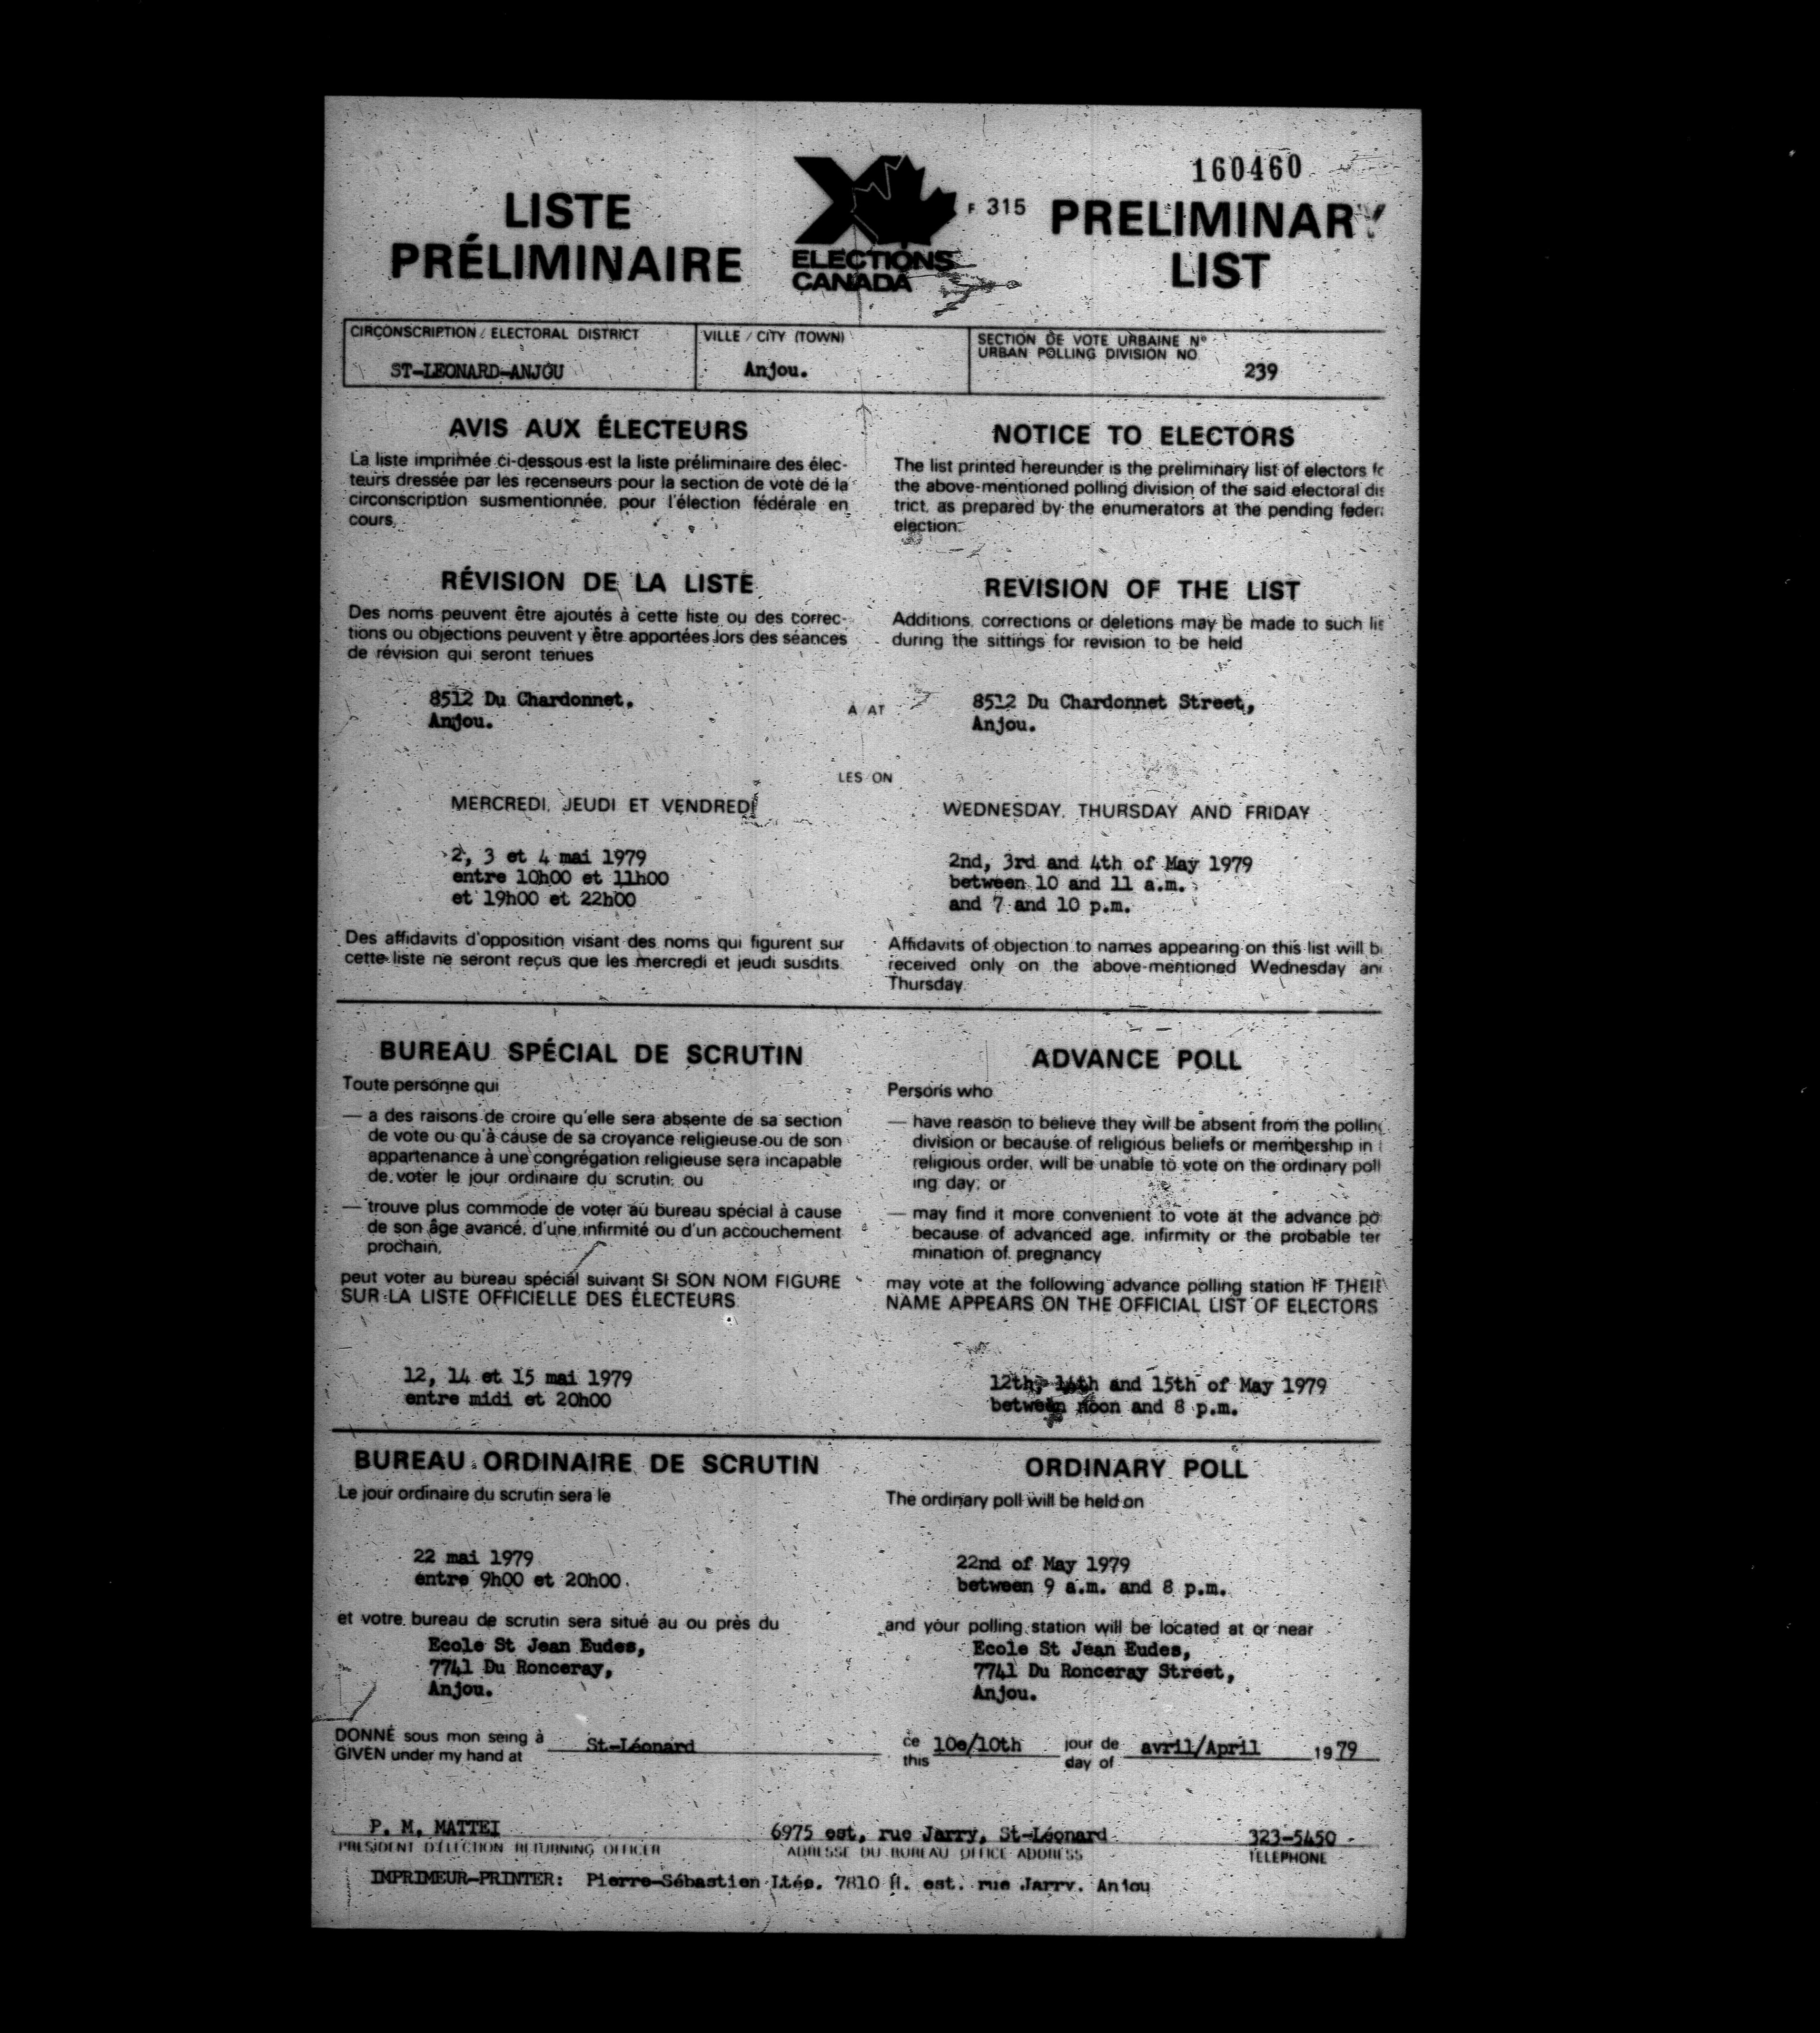 160460
LISTE
PRÉLIMINAIRE
ELECTIONS
CANADA
F 315
PRELIMINARY
LIST
CIRCONSCRIPTION / ELECTORAL DISTRICT
ST-LEONARD-ANJOU
VILLE / CITY (TOWN)
Anjou.
SECTION DE VOTE URBAINE Nº
URBAN POLLING DIVISION NO
239
AVIS AUX ÉLECTEURS
La liste imprimée ci-dessous est la liste préliminaire des élec-
teurs dressée par les recenseurs pour la section de vote de la
circonscription susmentionnée, pour l'élection fédérale en
cours.
NOTICE TO ELECTORS
The list printed hereunder is the preliminary list of electors fo
the above-mentioned polling division of the said electoral dis
trict, as prepared by the enumerators at the pending federa
election.
RÉVISION DE LA LISTE
Des noms peuvent être ajoutés à cette liste ou des correc-
tions ou objections peuvent y être apportées lors des séances
de révision qui seront tenues
REVISION OF THE LIST
Additions, corrections or deletions may be made to such lis
during the sittings for revision to be held
8512 Du Chardonnet.
Anjou.
À / AT
8512 Du Chardonnet Street,
Anjou.
LES / ON
MERCREDI, JEUDI ET VENDREDI
WEDNESDAY, THURSDAY AND FRIDAY
2, 3 et 4 mai 1979
entre 10h00 et 11h00
et 19h00 et 22h00
2nd, 3rd and 4th of May 1979
between 10 and 11 a.m.
and 7 and 10 p.m.
Des affidavits d'opposition visant des noms qui figurent sur
cette liste ne seront reçus que les mercredi et jeudi susdits.
Affidavits of objection to names appearing on this list will b
received only on the above-mentioned Wednesday an
Thursday.
BUREAU SPÉCIAL DE SCRUTIN
Toute personne qui
— a des raisons de croire qu'elle sera absente de sa section
de vote ou qu'à cause de sa croyance religieuse ou de son
appartenance à une congrégation religieuse sera incapable
de voter le jour ordinaire du scrutin; ou
— trouve plus commode de voter au bureau spécial à cause
de son âge avancé, d'une infirmité ou d'un accouchement
prochain,
peut voter au bureau spécial suivant SI SON NOM FIGURE
SUR LA LISTE OFFICIELLE DES ÉLECTEURS.
ADVANCE POLL
Persons who
— have reason to believe they will be absent from the polling
division or because of religious beliefs or membership in
religious order, will be unable to vote on the ordinary poll
ing day; or
— may find it more convenient to vote at the advance po
because of advanced age, infirmity or the probable ter
mination of pregnancy
may vote at the following advance polling station IF THEIR
NAME APPEARS ON THE OFFICIAL LIST OF ELECTORS
12, 14 et 15 mai 1979
entre midi et 20h00
12th, 14th and 15th of May 1979
between noon and 8 p.m.
BUREAU ORDINAIRE DE SCRUTIN
Le jour ordinaire du scrutin sera le
ORDINARY POLL
The ordinary poll will be held on
22 mai 1979
entre 9h00 et 20h00.
22nd of May 1979
between 9 a.m. and 8 p.m.
et votre bureau de scrutin sera situé au ou près du
Ecole St Jean Eudes,
7741 Du Ronceray,
Anjou.
and your polling station will be located at or near
Ecole St Jean Eudes,
7741 Du Ronceray Street,
Anjou.
DONNÉ sous mon seing à
GIVEN under my hand at
St-Léonard
ce
this
10e/10th
jour de
day of
avril/April
1979
P. M. MATTEI
PRESIDENT D'ELECTION RETURNING OFFICER
6975 est, rue Jarry, St-Léonard
ADRESSE DU BUREAU OFFICE ADDRESS
323-5450
TELEPHONE
IMPRIMEUR-PRINTER: Pierre-Sébastien Ltée. 7810 est. rue Jarry. Anjou